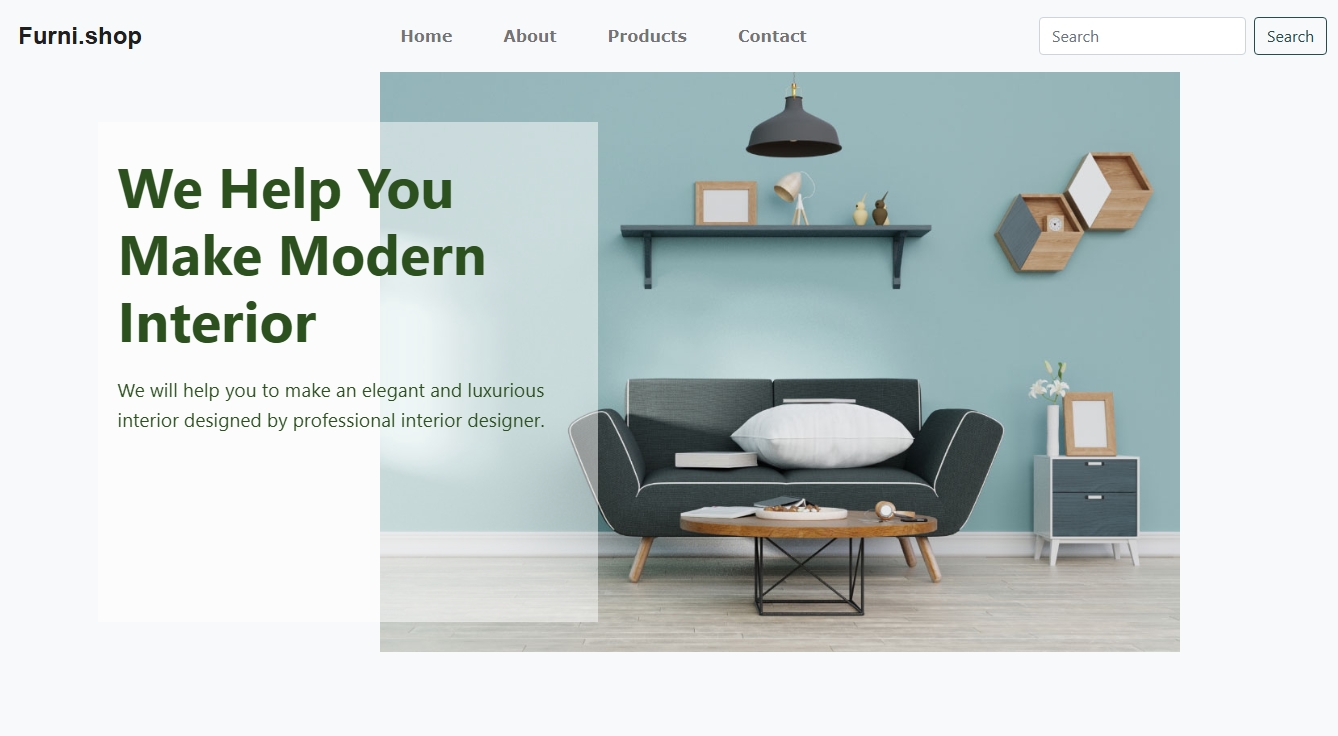 Furni.shop
Home
About
Products
Contact
Search
Search
We Help You
Make Modern
Interior
We will help you to make an elegant and luxurious
interior designed by professional interior designer.